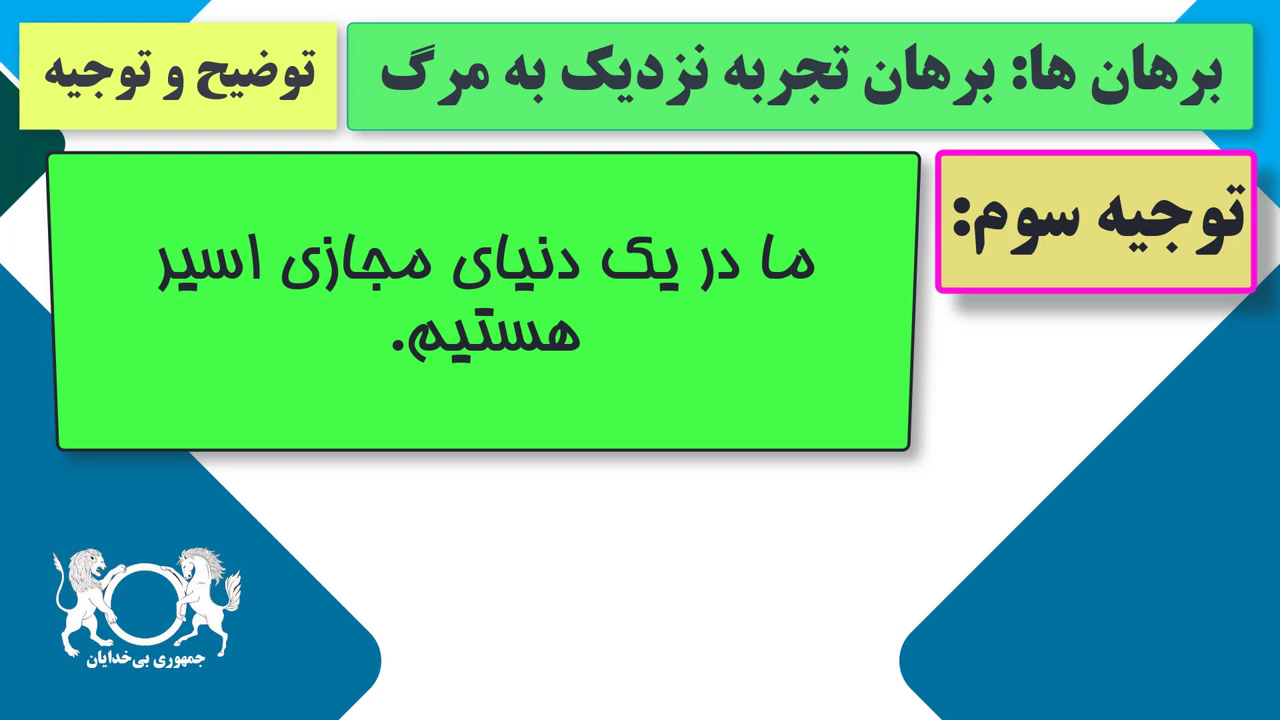 برهان ها: برهان تجربه نزدیک به مرگ
توضیح و توجیه
توجیه سوم:
ما در یک دنیای مجازی اسیر
هستیم.
جمهوری بی‌خدایان